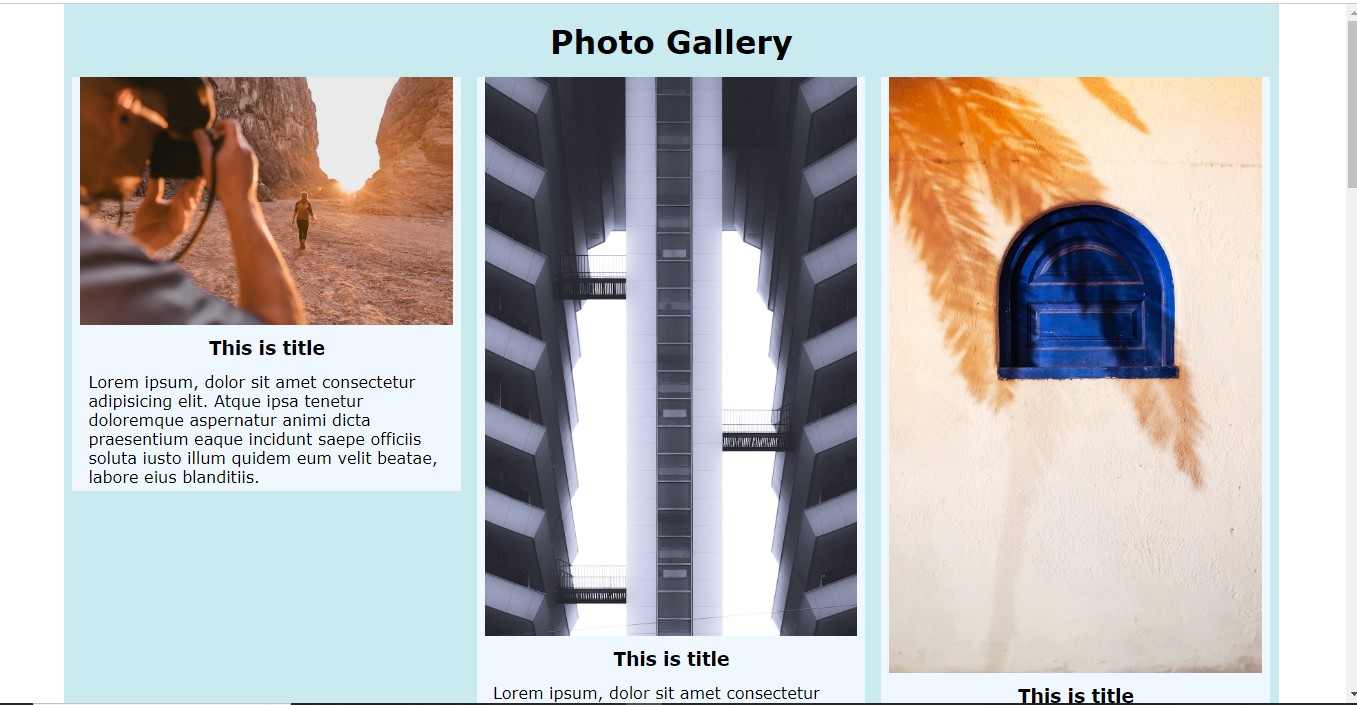 Photo Gallery
This is title
Lorem ipsum, dolor sit amet consectetur
adipisicing elit. Atque ipsa tenetur
doloremque aspernatur animi dicta
praesentium eaque incidunt saepe officiis
soluta iusto illum quidem eum velit beatae,
labore eius blanditiis.
This is title
Lorem ipsum, dolor sit amet consectetur
This is title